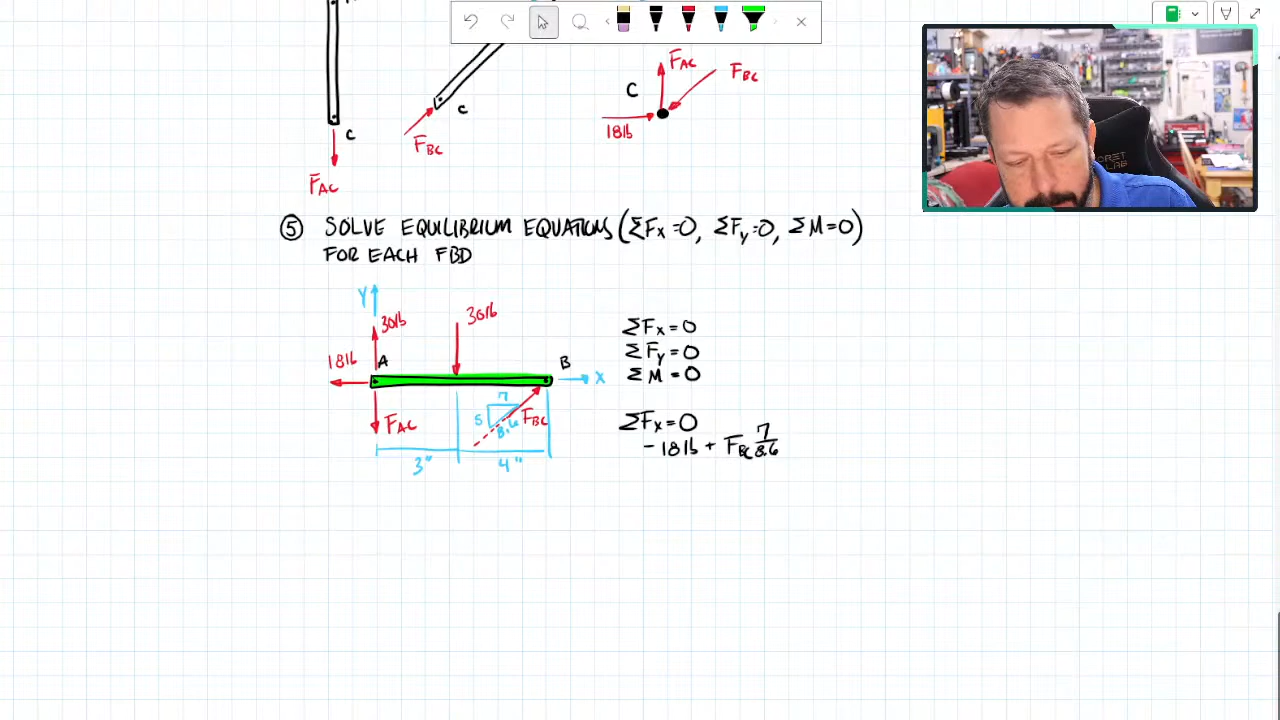 C
F_BC
F_AC
C
F_AC
F_BC
C
18lb
⑤ SOLVE EQUILIBRIUM EQUATIONS (ΣFx=0, ΣFy=0, ΣM=0)
FOR EACH FBD
Y
30lb
30lb
18lb
A
B
X
F_AC
7
5
8.6
F_BC
3"
4"
ΣFx=0
ΣFy=0
ΣM=0
ΣFx=0
-18lb + F_BC 7/8.6